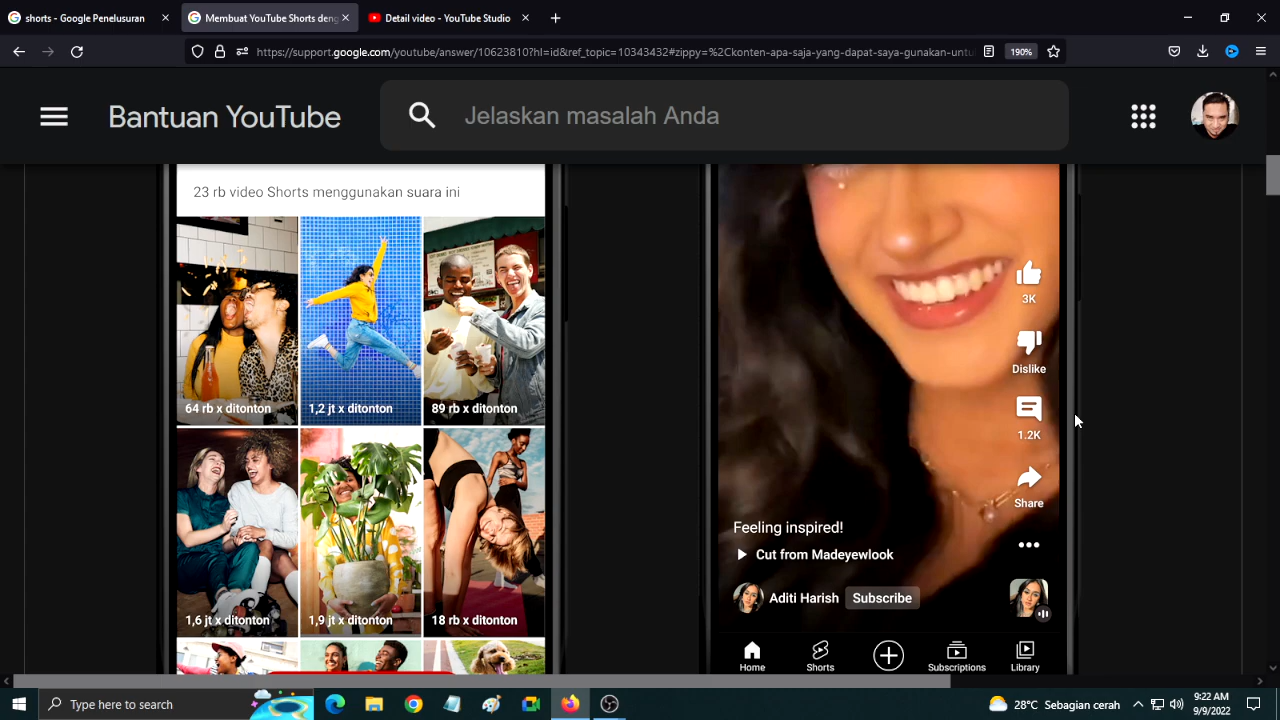 shorts - Google Penelusuran
Membuat YouTube Shorts deng
Detail video - YouTube Studio
https://support.google.com/youtube/answer/10623810?hl=id&ref_topic=10343432#zippy=%2Ckonten-apa-saja-yang-dapat-saya-gunakan-untu
190%
Bantuan YouTube
Jelaskan masalah Anda
23 rb video Shorts menggunakan suara ini
64 rb x ditonton
1,2 jt x ditonton
89 rb x ditonton
1,6 jt x ditonton
1,9 jt x ditonton
18 rb x ditonton
3K
Dislike
1.2K
Share
Feeling inspired!
Cut from Madeyewlook
Aditi Harish
Subscribe
Home
Shorts
Subscriptions
Library
Type here to search
28°C Sebagian cerah
9:22 AM
9/9/2022